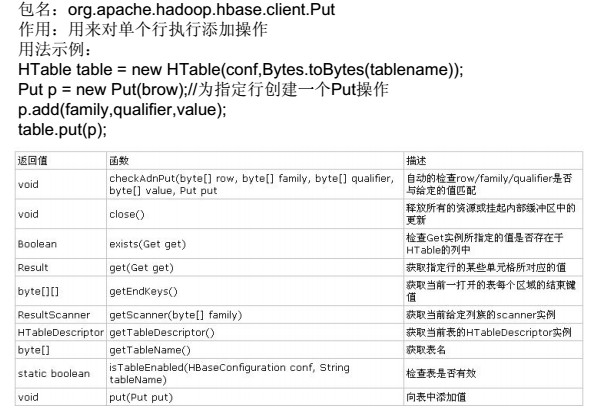 包名：org.apache.hadoop.hbase.client.Put
作用：用来对单个行执行添加操作
用法示例：
HTable table = new HTable(conf,Bytes.toBytes(tablename));
Put p = new Put(brow);//为指定行创建一个Put操作
p.add(family,qualifier,value);
table.put(p);
返回值 函数 描述
void checkAdnPut(byte[] row, byte[] family, byte[] qualifier, 自动的检查row/family/qualifier是否
byte[] value, Put put 与给定的值匹配
void close() 释放所有的资源或挂起内部缓冲区中的
更新
Boolean exists(Get get) 检查Get实例所指定的值是否存在于
HTable的列中
Result get(Get get) 获取指定行的某些单元格所对应的值
byte[][] getEndKeys() 获取当前一打开的表每个区域的结束键
值
ResultScanner getScanner(byte[] family) 获取当前给定列族的scanner实例
HTableDescriptor getTableDescriptor() 获取当前表的HTableDescriptor实例
byte[] getTableName() 获取表名
static boolean isTableEnabled(HBaseConfiguration conf, String 检查表是否有效
tableName)
void put(Put put) 向表中添加值